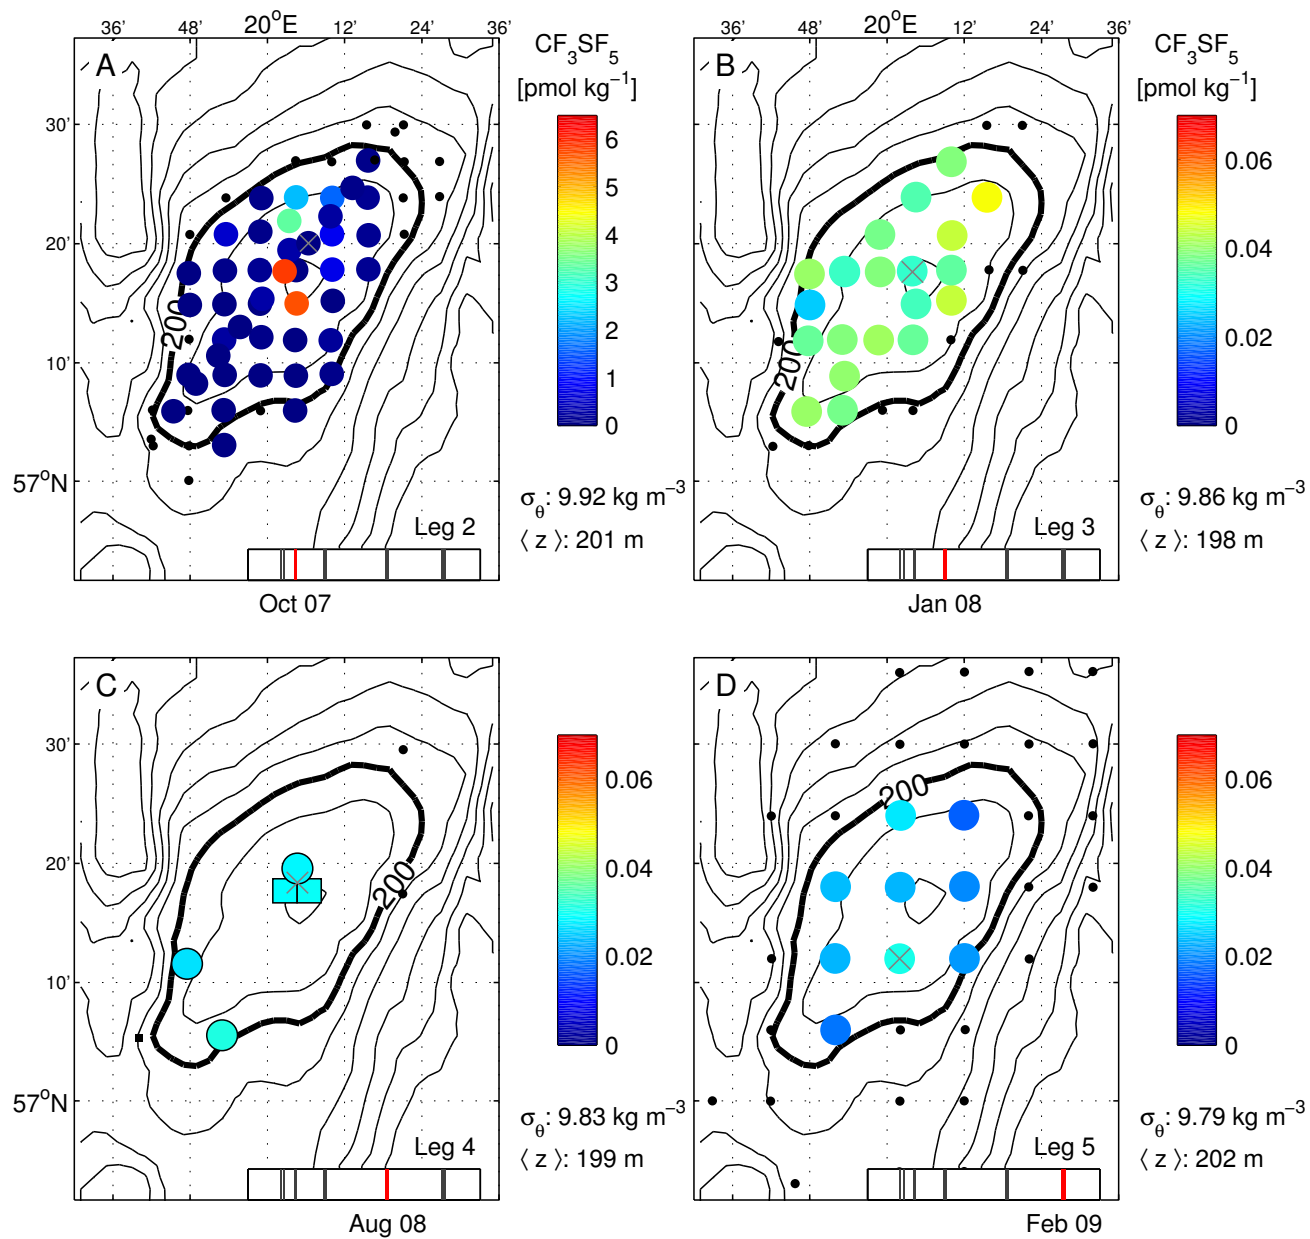 36' 48' 20°E 12' 24' 36'
A
CF₃SF₅
[pmol kg⁻¹]
30'
20'
10'
57°N
200
6
5
4
3
2
1
0
σ_θ: 9.92 kg m⁻³
⟨ z ⟩: 201 m
Leg 2
Oct 07
36' 48' 20°E 12' 24' 36'
B
CF₃SF₅
[pmol kg⁻¹]
200
0.06
0.04
0.02
0
σ_θ: 9.86 kg m⁻³
⟨ z ⟩: 198 m
Leg 3
Jan 08
C
30'
20'
10'
57°N
200
0.06
0.04
0.02
0
σ_θ: 9.83 kg m⁻³
⟨ z ⟩: 199 m
Leg 4
Aug 08
D
200
0.06
0.04
0.02
0
σ_θ: 9.79 kg m⁻³
⟨ z ⟩: 202 m
Leg 5
Feb 09